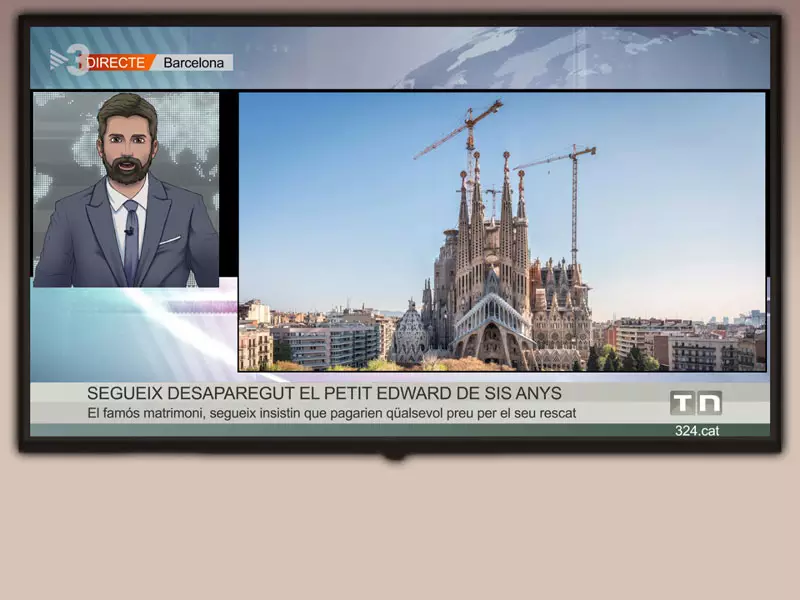 3
DIRECTE Barcelona
SEGUEIX DESAPAREGUT EL PETIT EDWARD DE SIS ANYS
El famós matrimoni, segueix insistin que pagarien qüalsevol preu per el seu rescat
TN
324.cat